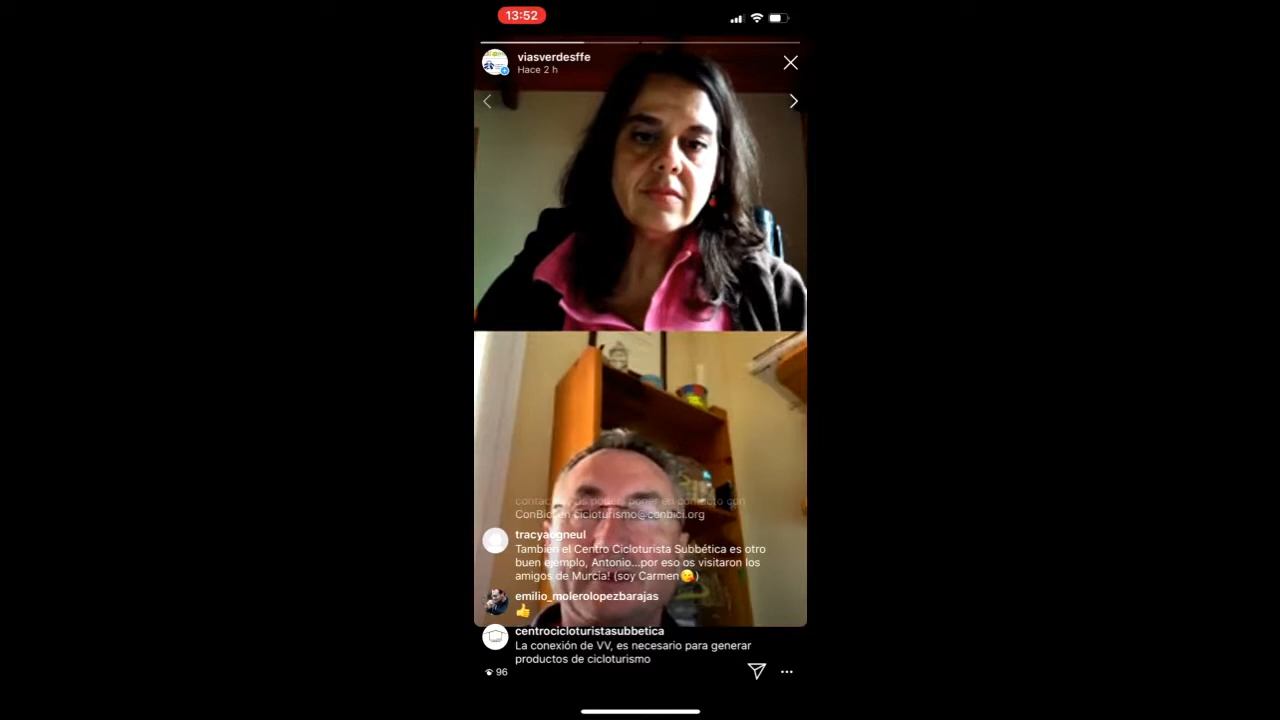 13:52
viasverdesffe
Hace 2 h
ConBici en cicloturismo@conbici.org
tracyaogneul
También el Centro Cicloturista Subbética es otro
buen ejemplo, Antonio...por eso os visitaron los
amigos de Murcia! (soy Carmen😘)
emilio_molerolopezbarajas
👍
centrocicloturistasubbetica
La conexión de VV, es necesario para generar
productos de cicloturismo
96